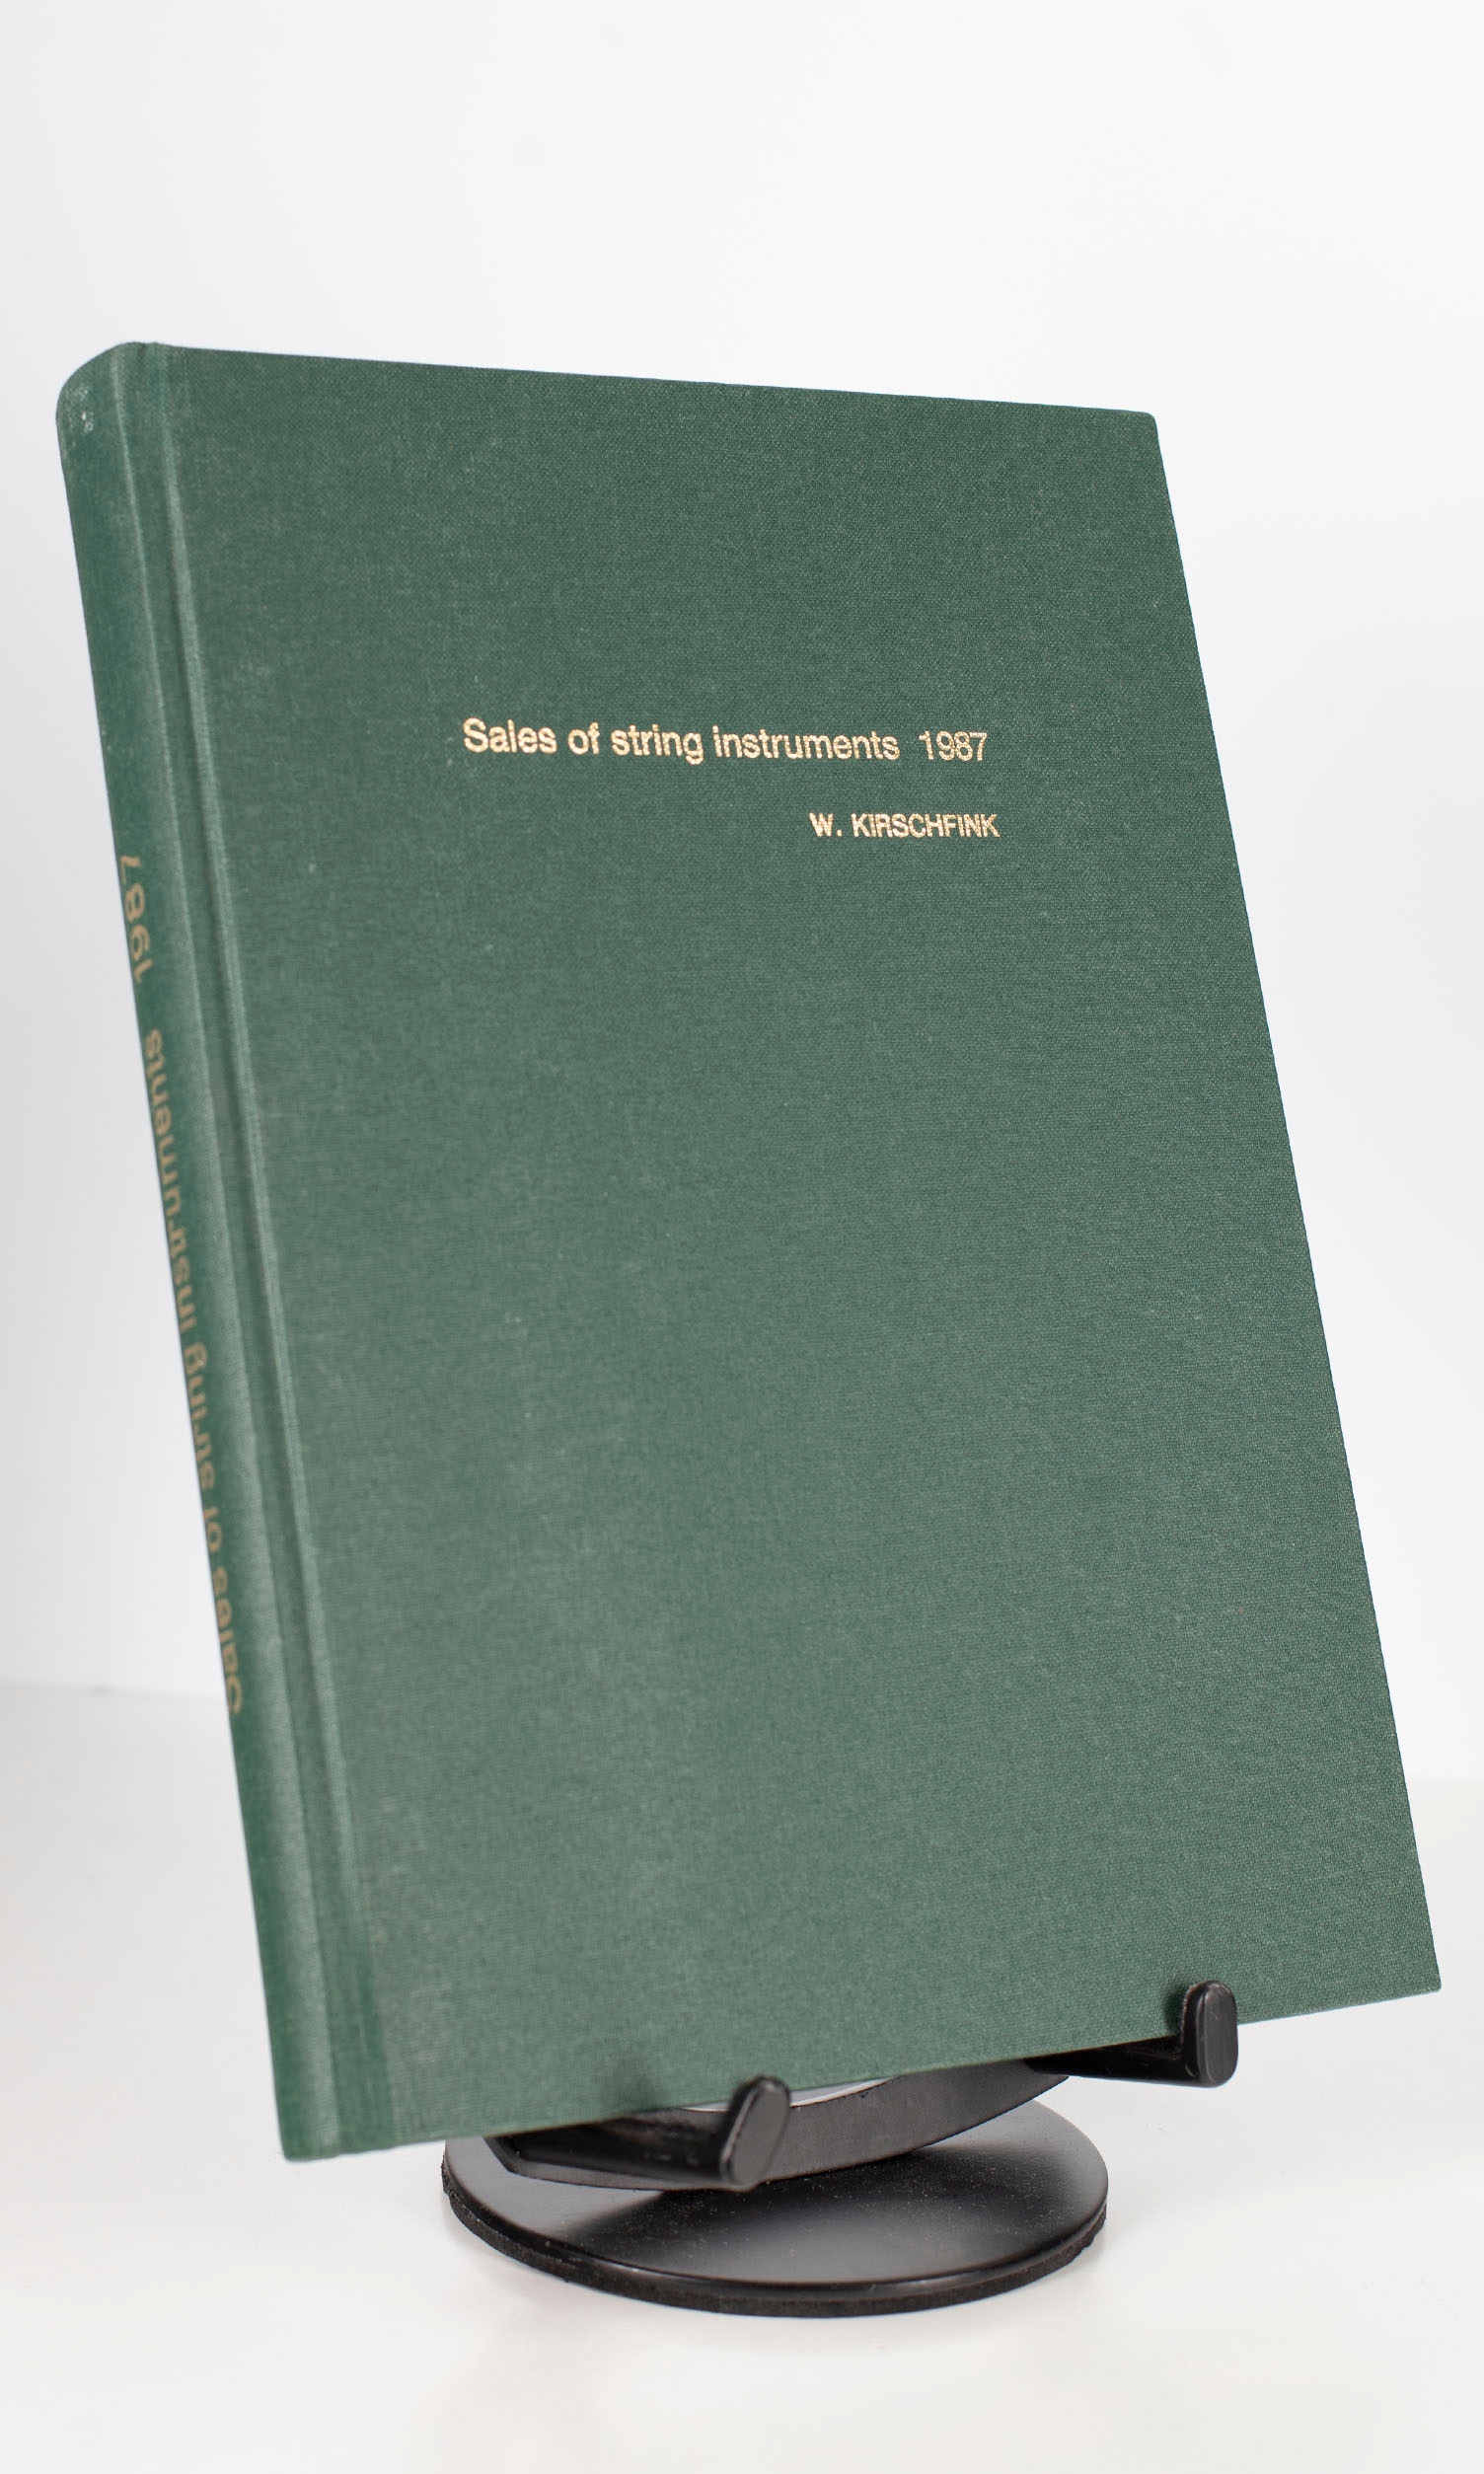 Sales of string instruments 1987
W. KIRSCHFINK
Sales of string instruments 1987